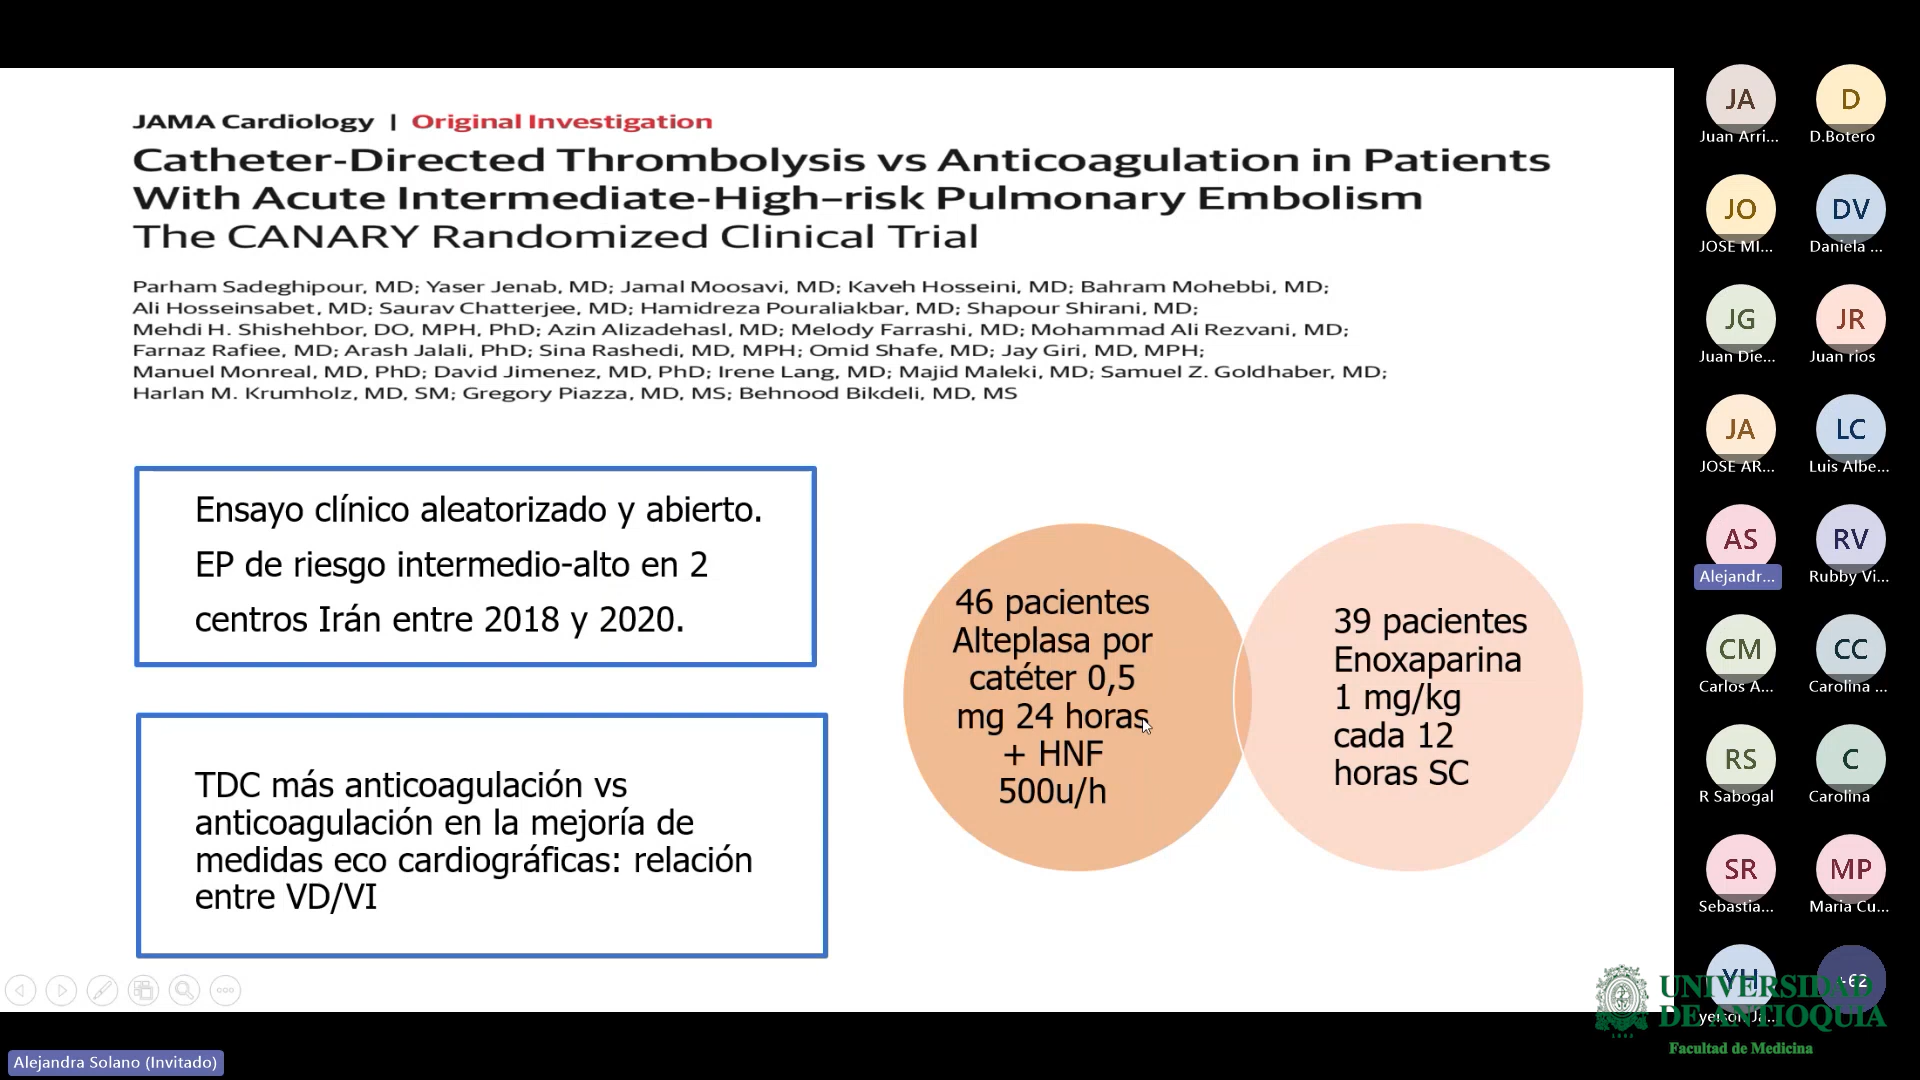 JAMA Cardiology | Original Investigation
Catheter-Directed Thrombolysis vs Anticoagulation in Patients
With Acute Intermediate-High–risk Pulmonary Embolism
The CANARY Randomized Clinical Trial
Parham Sadeghipour, MD; Yaser Jenab, MD; Jamal Moosavi, MD; Kaveh Hosseini, MD; Bahram Mohebbi, MD;
Ali Hosseinsabet, MD; Saurav Chatterjee, MD; Hamidreza Pouraliakbar, MD; Shapour Shirani, MD;
Mehdi H. Shishehbor, DO, MPH, PhD; Azin Alizadehasl, MD; Melody Farrashi, MD; Mohammad Ali Rezvani, MD;
Farnaz Rafiee, MD; Arash Jalali, PhD; Sina Rashedi, MD, MPH; Omid Shafe, MD; Jay Giri, MD, MPH;
Manuel Monreal, MD, PhD; David Jimenez, MD, PhD; Irene Lang, MD; Majid Maleki, MD; Samuel Z. Goldhaber, MD;
Harlan M. Krumholz, MD, SM; Gregory Piazza, MD, MS; Behnood Bikdeli, MD, MS
Ensayo clínico aleatorizado y abierto.
EP de riesgo intermedio-alto en 2
centros Irán entre 2018 y 2020.
TDC más anticoagulación vs
anticoagulación en la mejoría de
medidas eco cardiográficas: relación
entre VD/VI
46 pacientes
Alteplasa por
catéter 0,5
mg 24 horas
+ HNF
500u/h
39 pacientes
Enoxaparina
1 mg/kg
cada 12
horas SC
JA
Juan Arri...
D
D.Botero
JO
JOSE MI...
DV
Daniela ...
JG
Juan Die...
JR
Juan rios
JA
JOSE AR...
LC
Luis Albe...
AS
Alejandr...
RV
Rubby Vi...
CM
Carlos A...
CC
Carolina ...
RS
R Sabogal
C
Carolina
SR
Sebastia...
MP
Maria Cu...
YH
+62
UNIVERSIDAD
DE ANTIOQUIA
Facultad de Medicina
Alejandra Solano (Invitado)